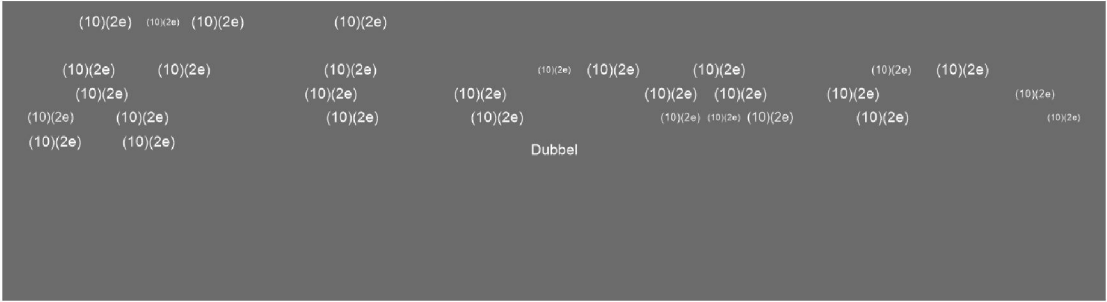 (10)(2e) (10)(2e) (10)(2e) (10)(2e)
(10)(2e) (10)(2e) (10)(2e) (10)(2e) (10)(2e) (10)(2e) (10)(2e) (10)(2e)
(10)(2e) (10)(2e) (10)(2e) (10)(2e) (10)(2e) (10)(2e) (10)(2e)
(10)(2e) (10)(2e) (10)(2e) (10)(2e) (10)(2e) (10)(2e) (10)(2e) (10)(2e) (10)(2e)
(10)(2e) (10)(2e)
Dubbel